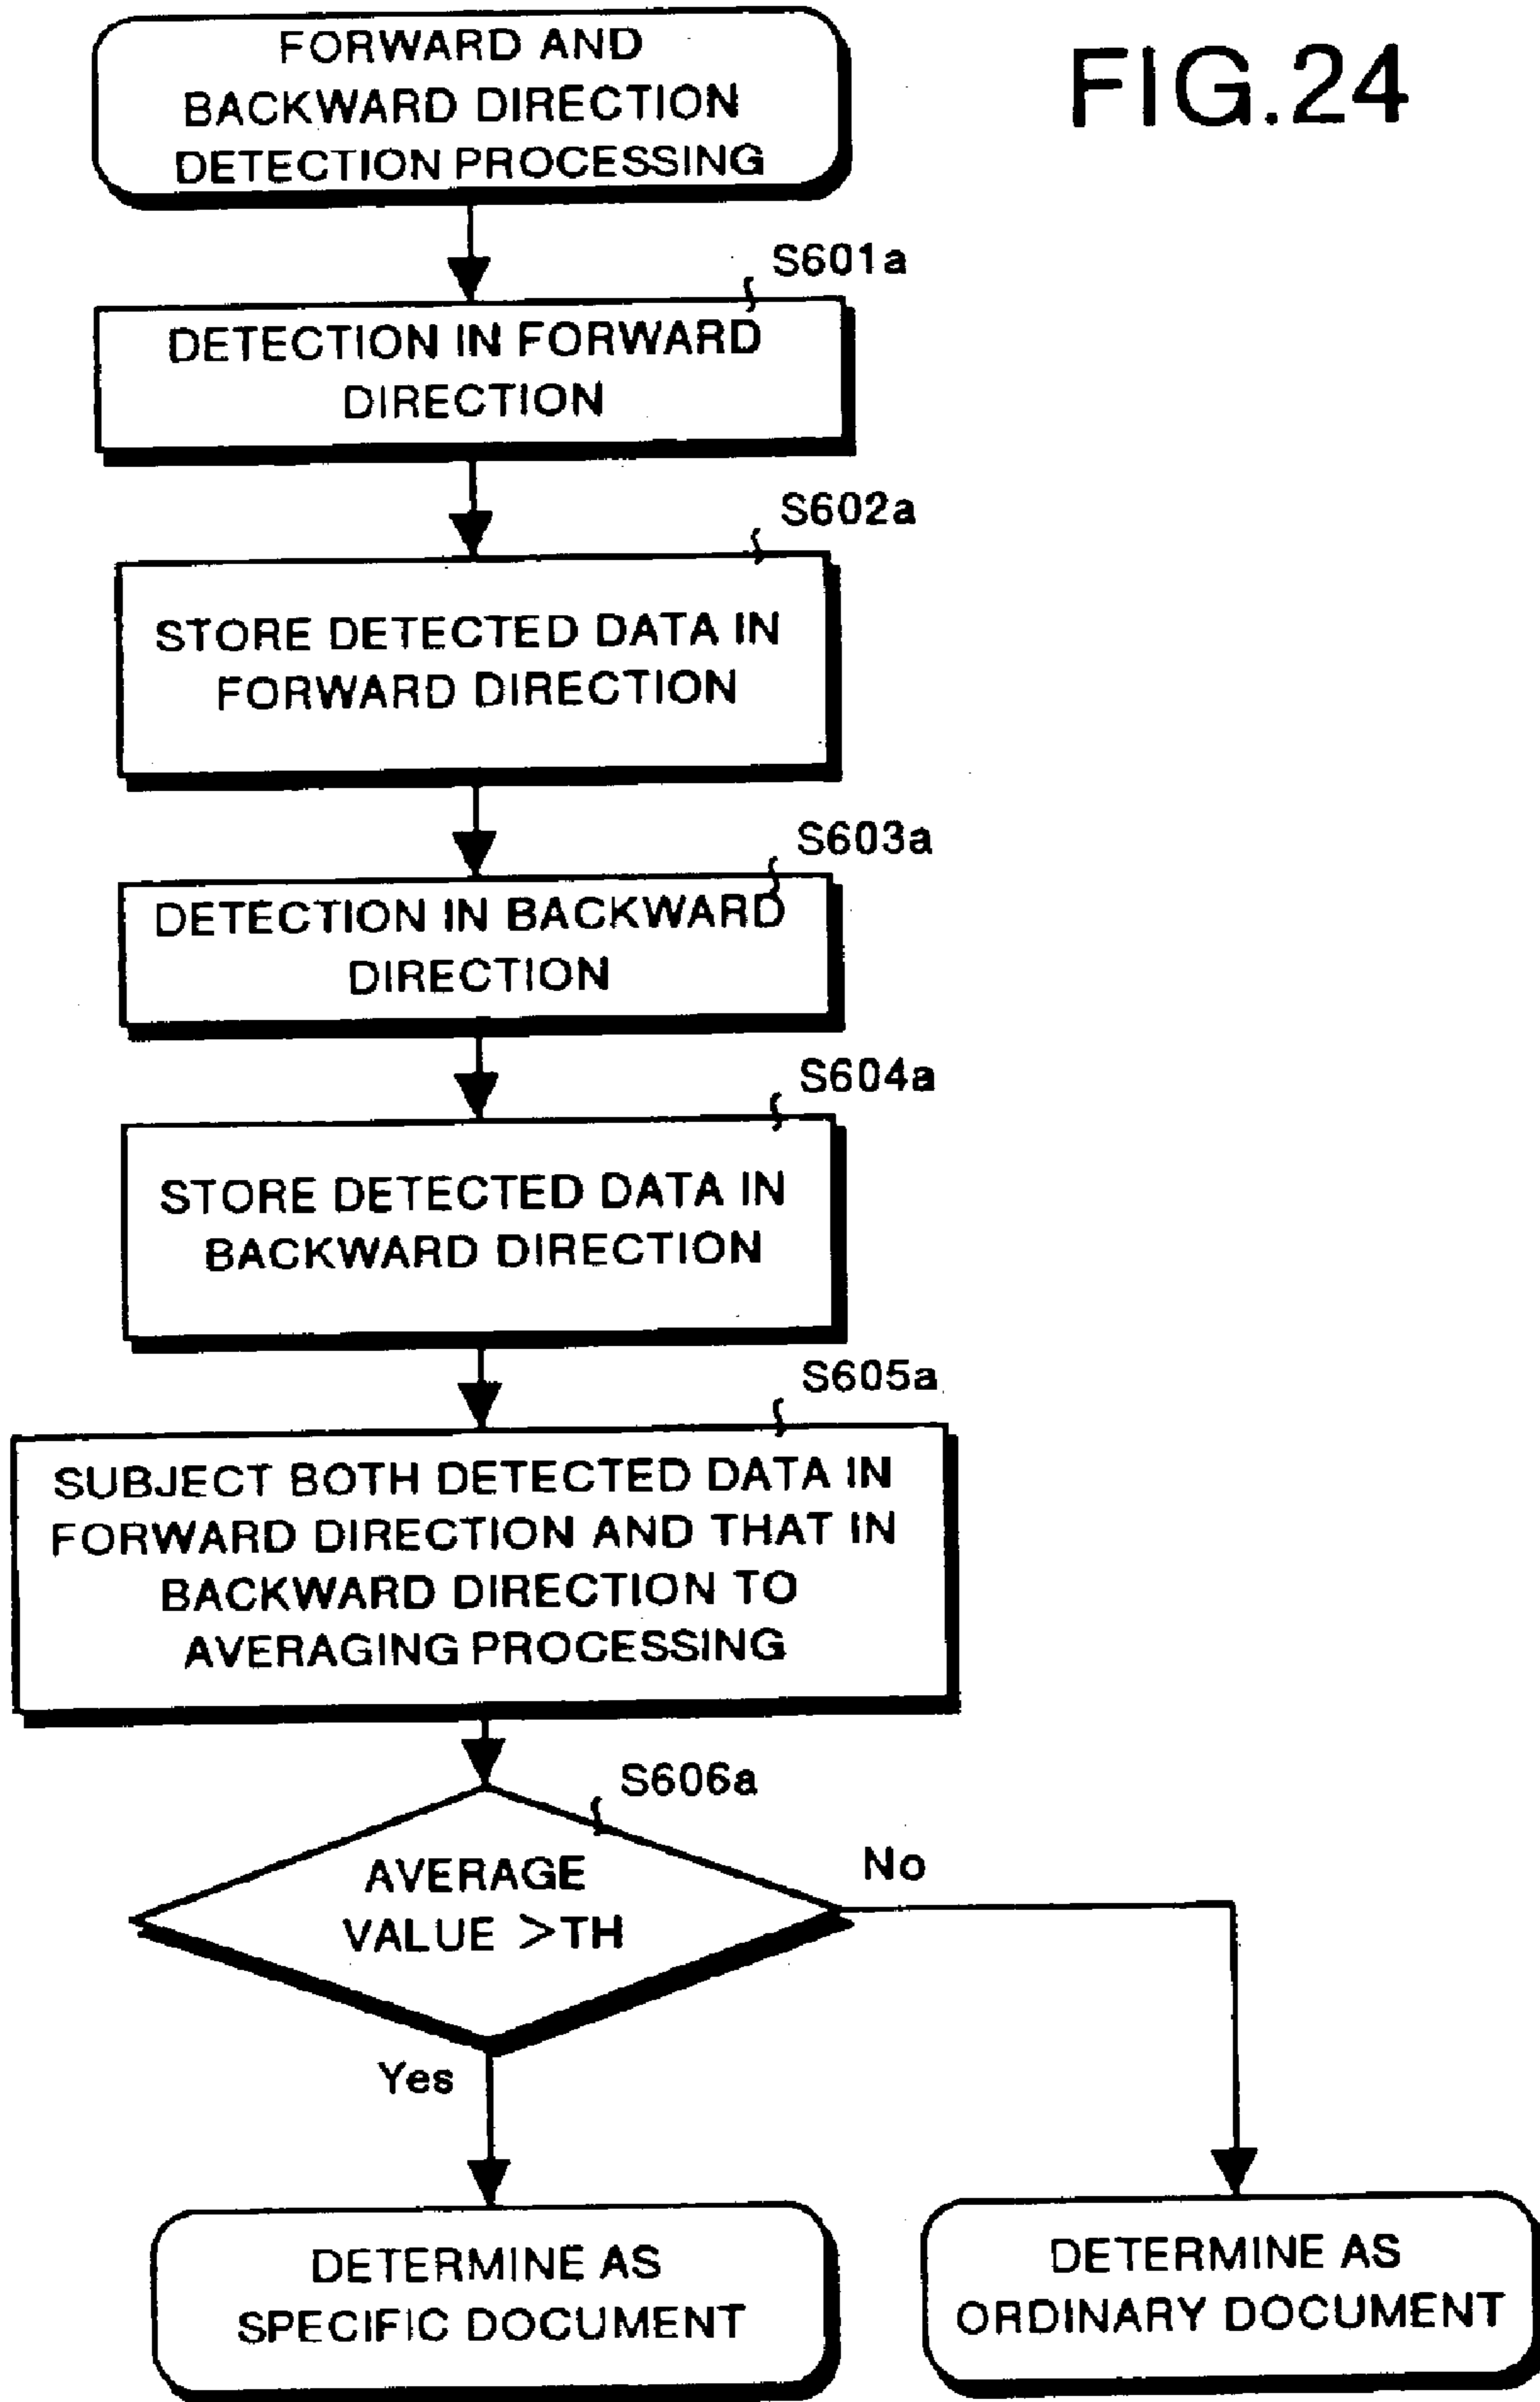 FIG.24
FORWARD AND
BACKWARD DIRECTION
DETECTION PROCESSING
S601a
DETECTION IN FORWARD
DIRECTION
S602a
STORE DETECTED DATA IN
FORWARD DIRECTION
S603a
DETECTION IN BACKWARD
DIRECTION
S604a
STORE DETECTED DATA IN
BACKWARD DIRECTION
S605a
SUBJECT BOTH DETECTED DATA IN
FORWARD DIRECTION AND THAT IN
BACKWARD DIRECTION TO
AVERAGING PROCESSING
S606a
AVERAGE
VALUE >TH
No
Yes
DETERMINE AS
SPECIFIC DOCUMENT
DETERMINE AS
ORDINARY DOCUMENT